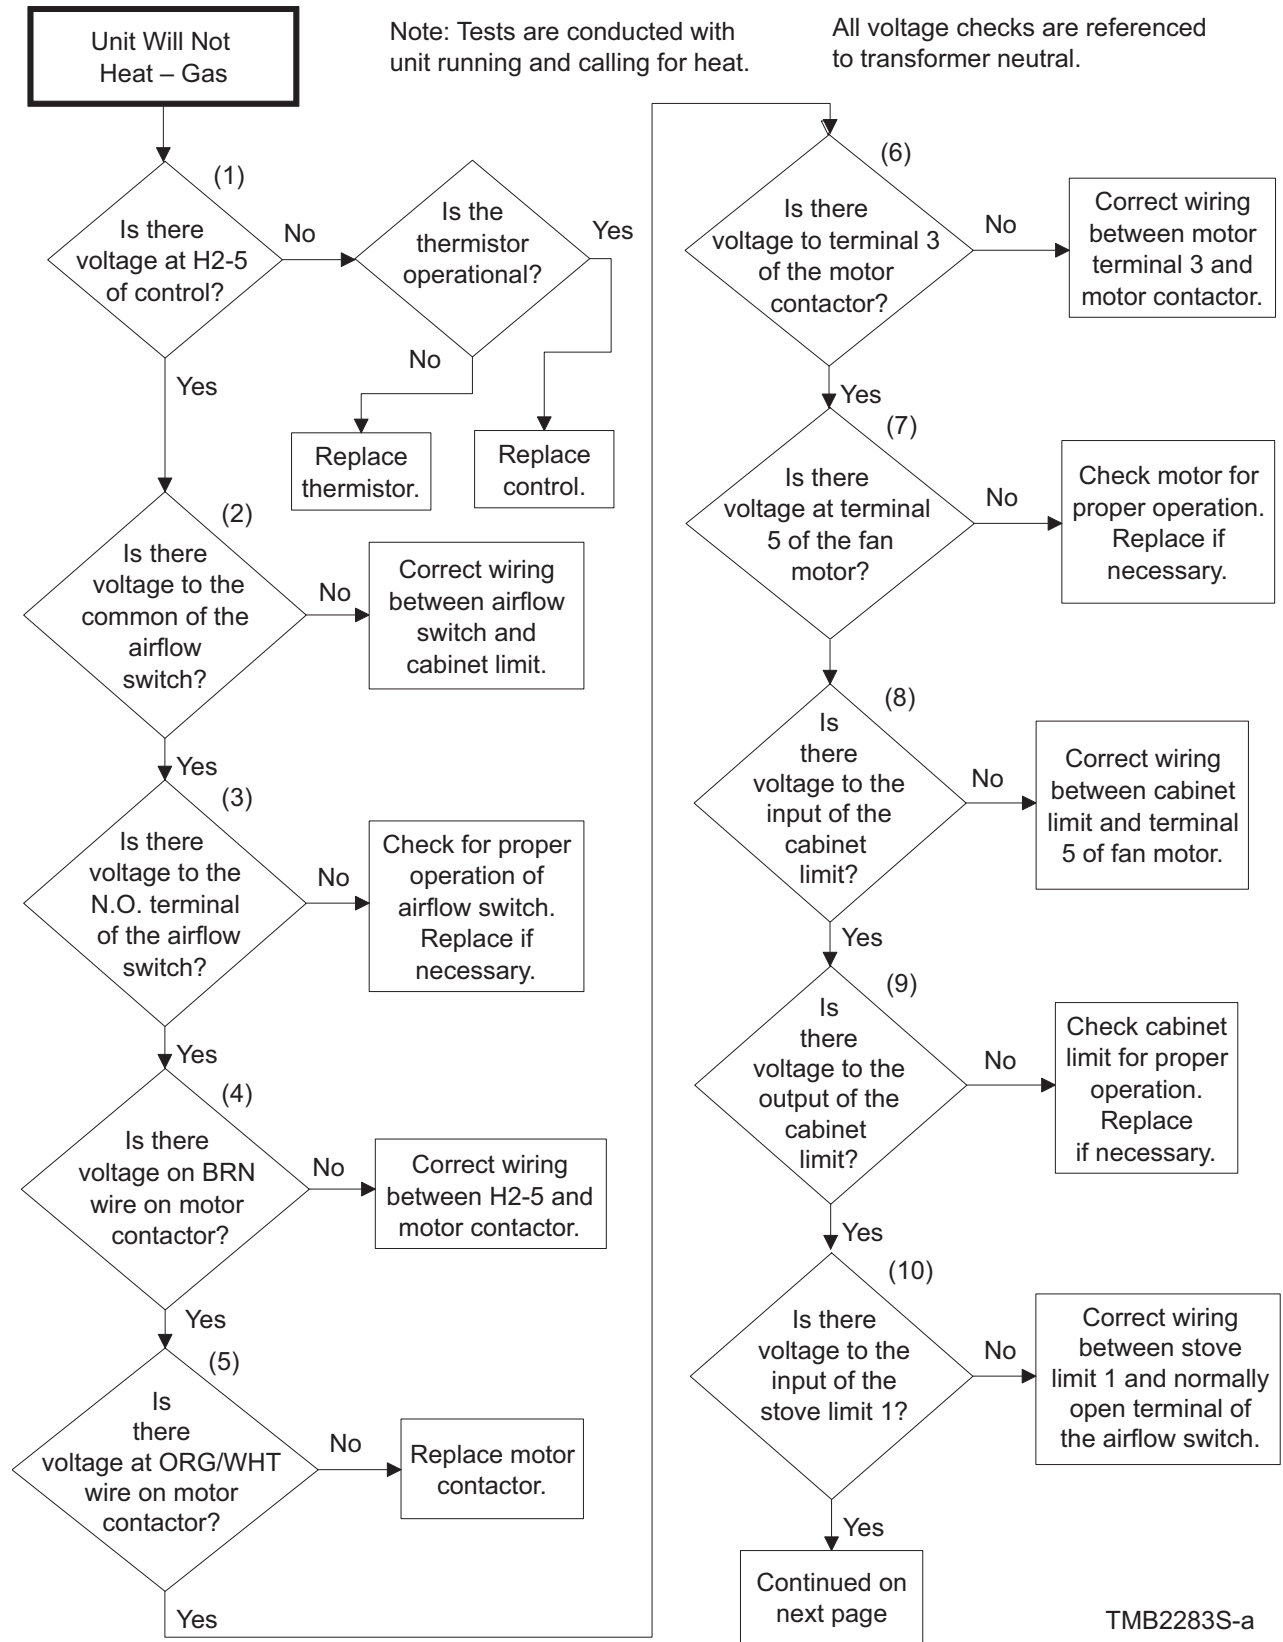 Unit Will Not
Heat – Gas
Note: Tests are conducted with
unit running and calling for heat.
All voltage checks are referenced
to transformer neutral.
(1)
Is there
voltage at H2-5
of control?
No
Is the
thermistor
operational?
Yes
No
Replace
thermistor.
Replace
control.
Yes
(2)
Is there
voltage to the
common of the
airflow
switch?
No
Correct wiring
between airflow
switch and
cabinet limit.
Yes
(3)
Is there
voltage to the
N.O. terminal
of the airflow
switch?
No
Check for proper
operation of
airflow switch.
Replace if
necessary.
Yes
(4)
Is there
voltage on BRN
wire on motor
contactor?
No
Correct wiring
between H2-5 and
motor contactor.
Yes
(5)
Is
there
voltage at ORG/WHT
wire on motor
contactor?
No
Replace motor
contactor.
Yes
(6)
Is there
voltage to terminal 3
of the motor
contactor?
No
Correct wiring
between motor
terminal 3 and
motor contactor.
Yes
(7)
Is there
voltage at terminal
5 of the fan
motor?
No
Check motor for
proper operation.
Replace if
necessary.
(8)
Is
there
voltage to the
input of the
cabinet
limit?
No
Correct wiring
between cabinet
limit and terminal
5 of fan motor.
Yes
(9)
Is
there
voltage to the
output of the
cabinet
limit?
No
Check cabinet
limit for proper
operation.
Replace
if necessary.
Yes
(10)
Is there
voltage to the
input of the
stove limit 1?
No
Correct wiring
between stove
limit 1 and normally
open terminal of
the airflow switch.
Yes
Continued on
next page
TMB2283S-a